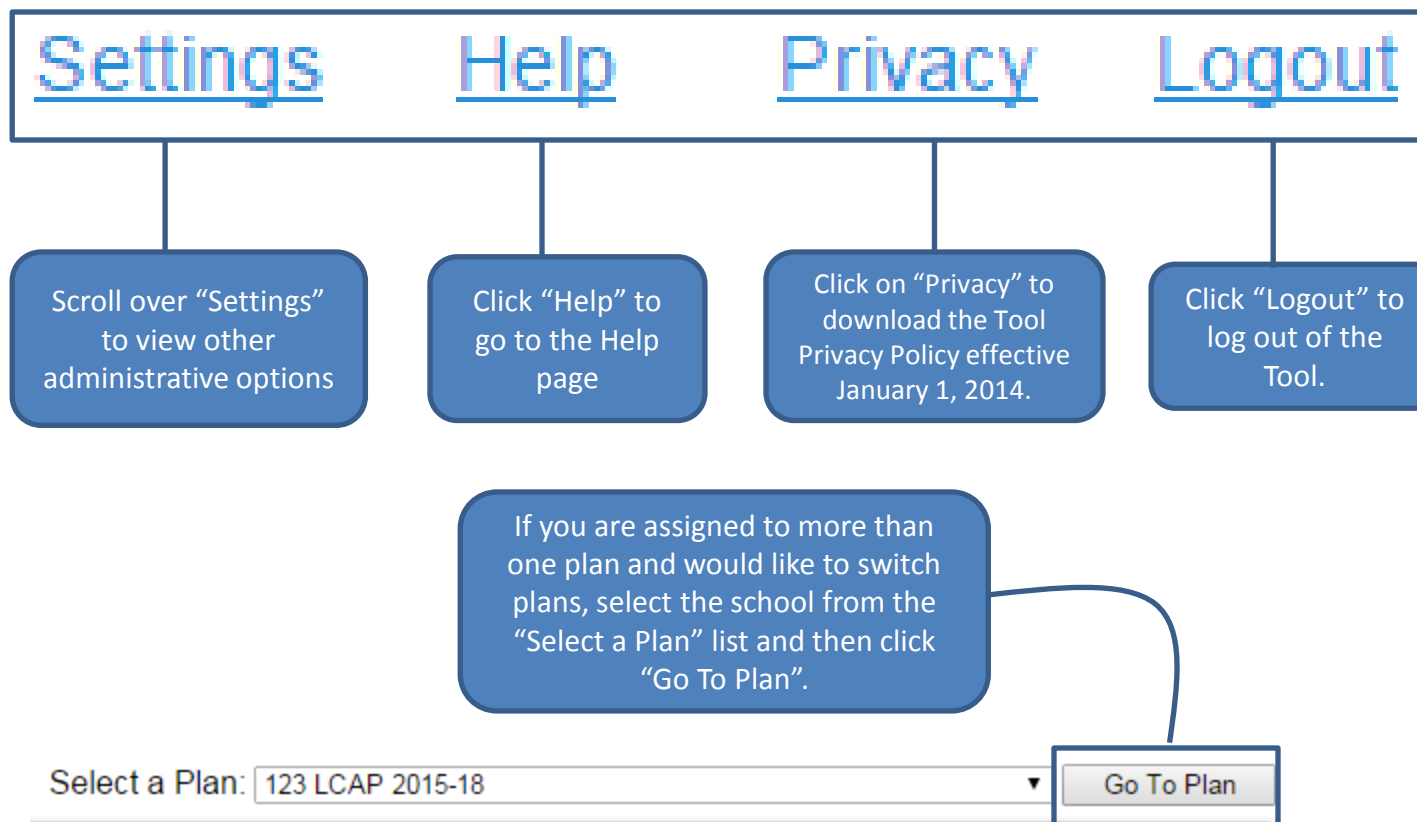 Settings Help Privacy Logout
Scroll over “Settings”
to view other
administrative options
Click “Help” to
go to the Help
page
Click on “Privacy” to
download the Tool
Privacy Policy effective
January 1, 2014.
Click “Logout” to
log out of the
Tool.
If you are assigned to more than
one plan and would like to switch
plans, select the school from the
“Select a Plan” list and then click
“Go To Plan”.
Select a Plan: 123 LCAP 2015-18 Go To Plan